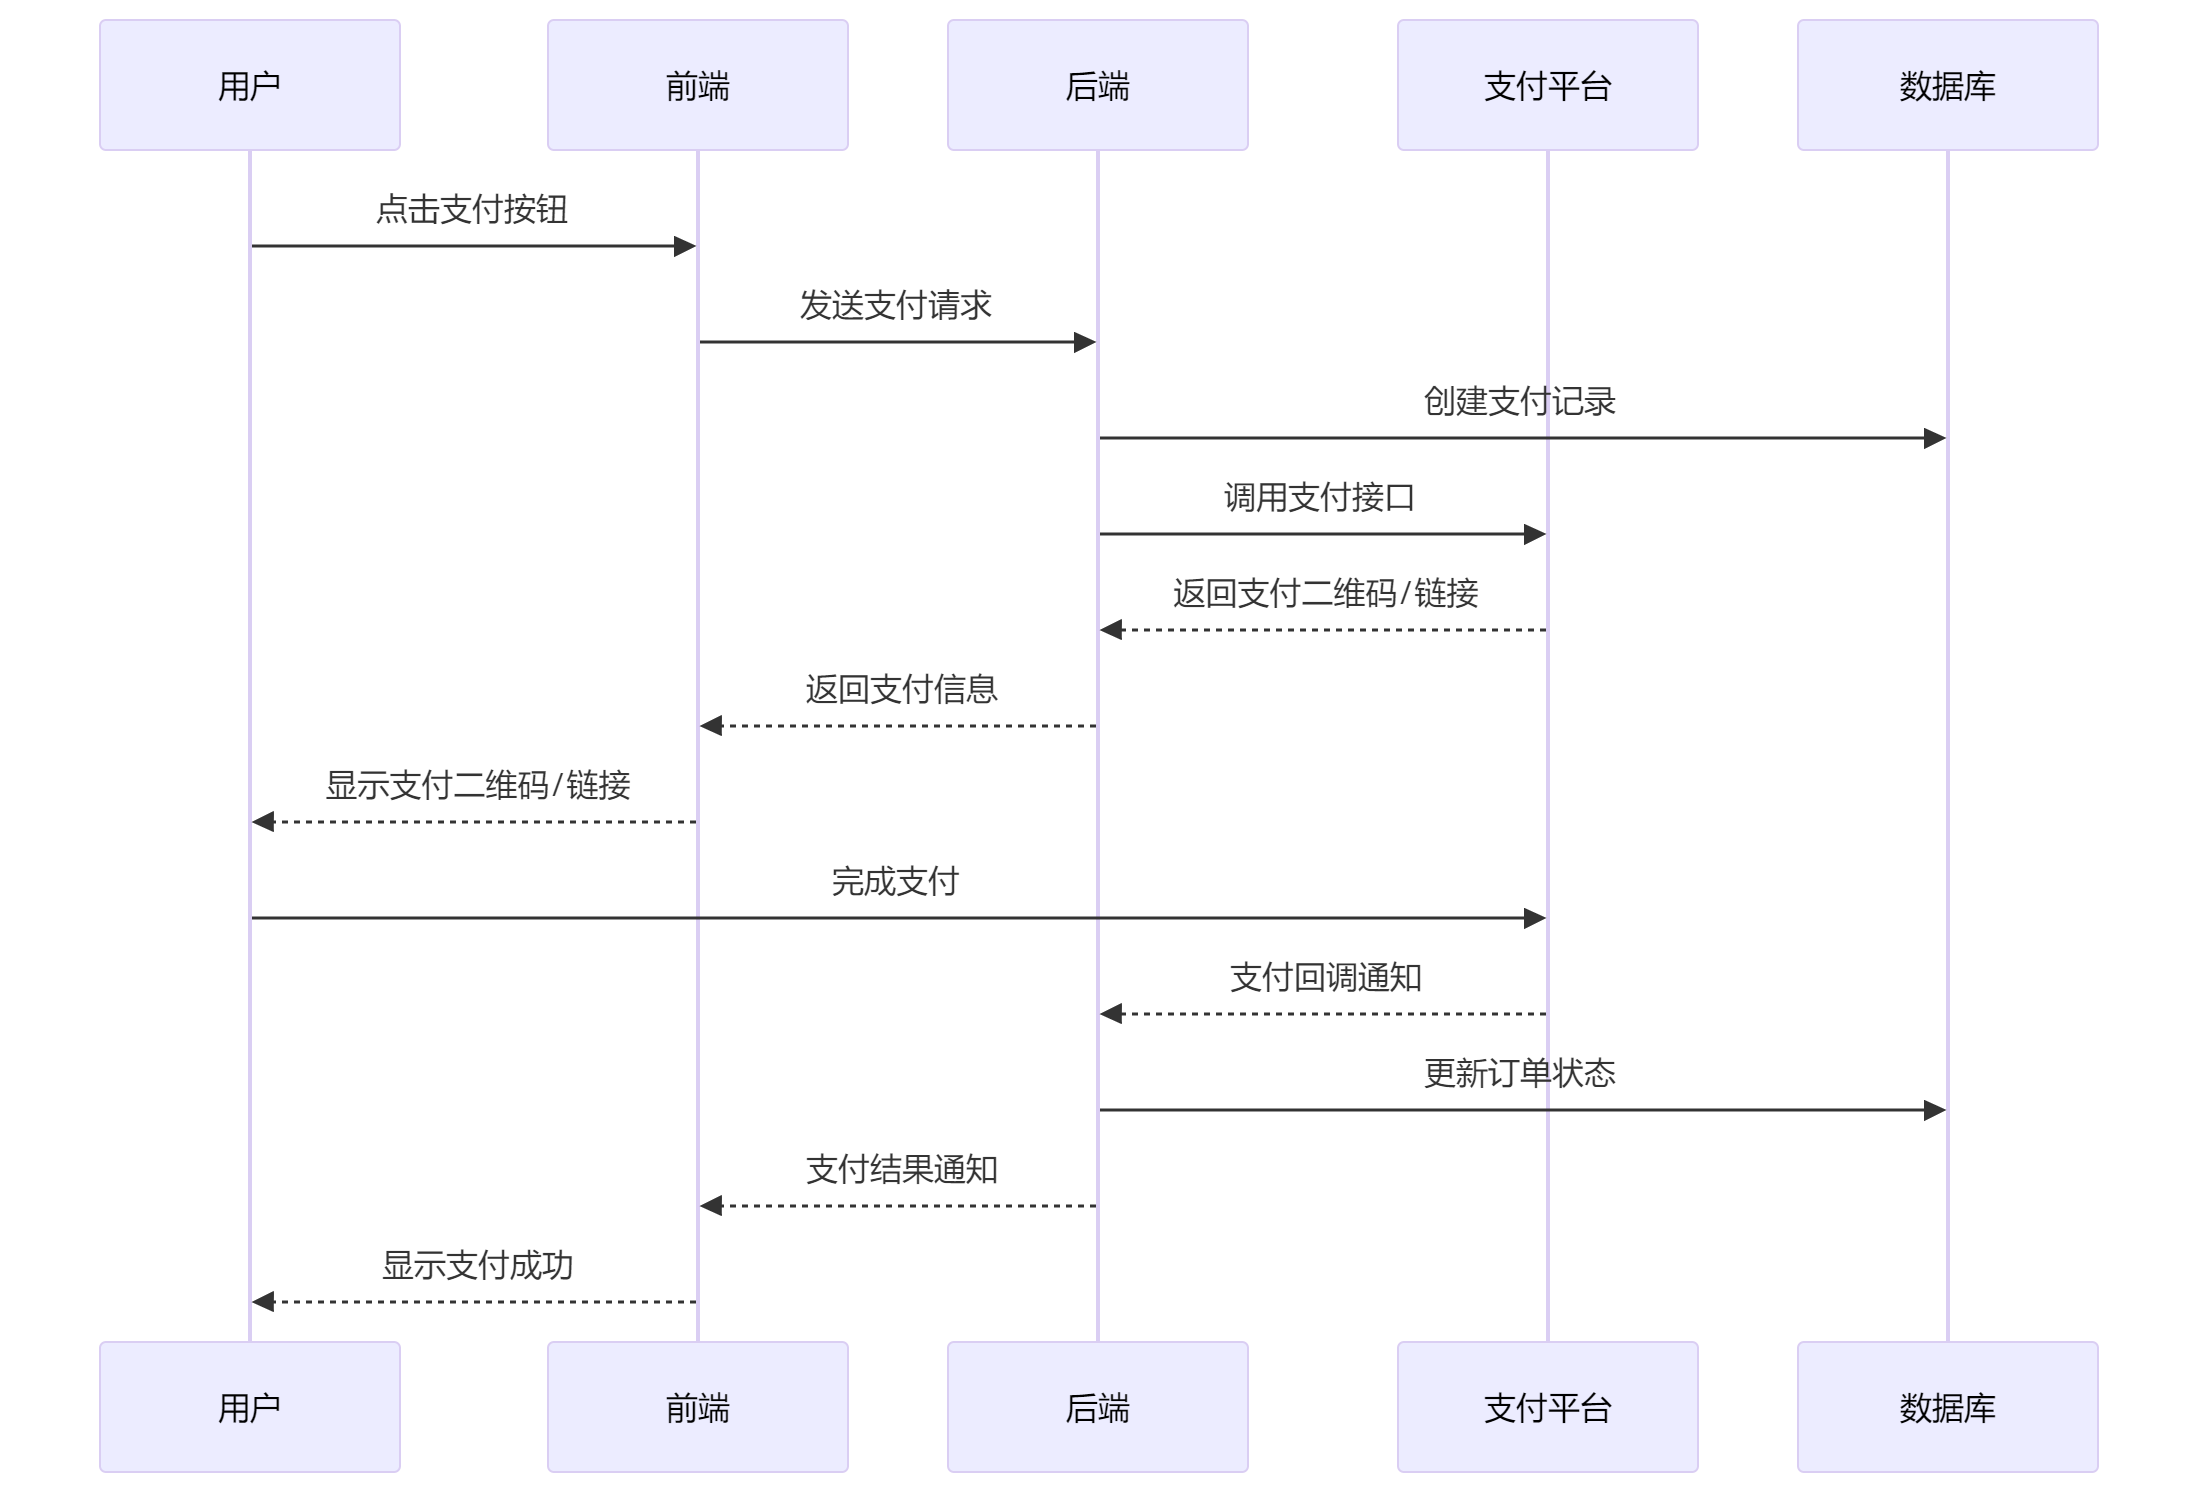 用户
前端
后端
支付平台
数据库
点击支付按钮
发送支付请求
创建支付记录
调用支付接口
返回支付二维码/链接
返回支付信息
显示支付二维码/链接
完成支付
支付回调通知
更新订单状态
支付结果通知
显示支付成功
用户
前端
后端
支付平台
数据库